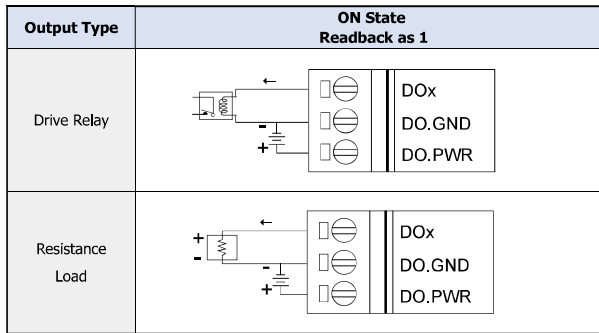 Output Type
ON State
Readback as 1
Drive Relay
←
-
+
DOx
DO.GND
DO.PWR
Resistance
Load
←
+
-
-
+
DOx
DO.GND
DO.PWR